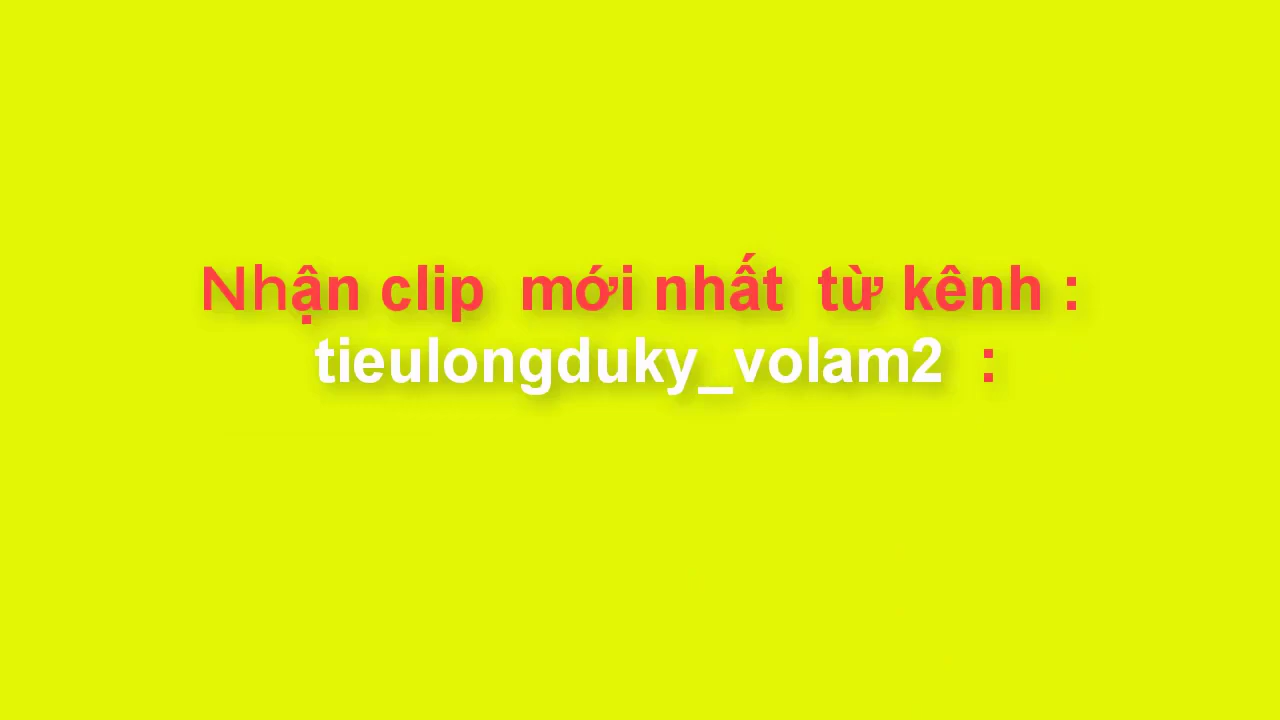 Nhận clip mới nhất từ kênh :
tieulongduky_volam2 :